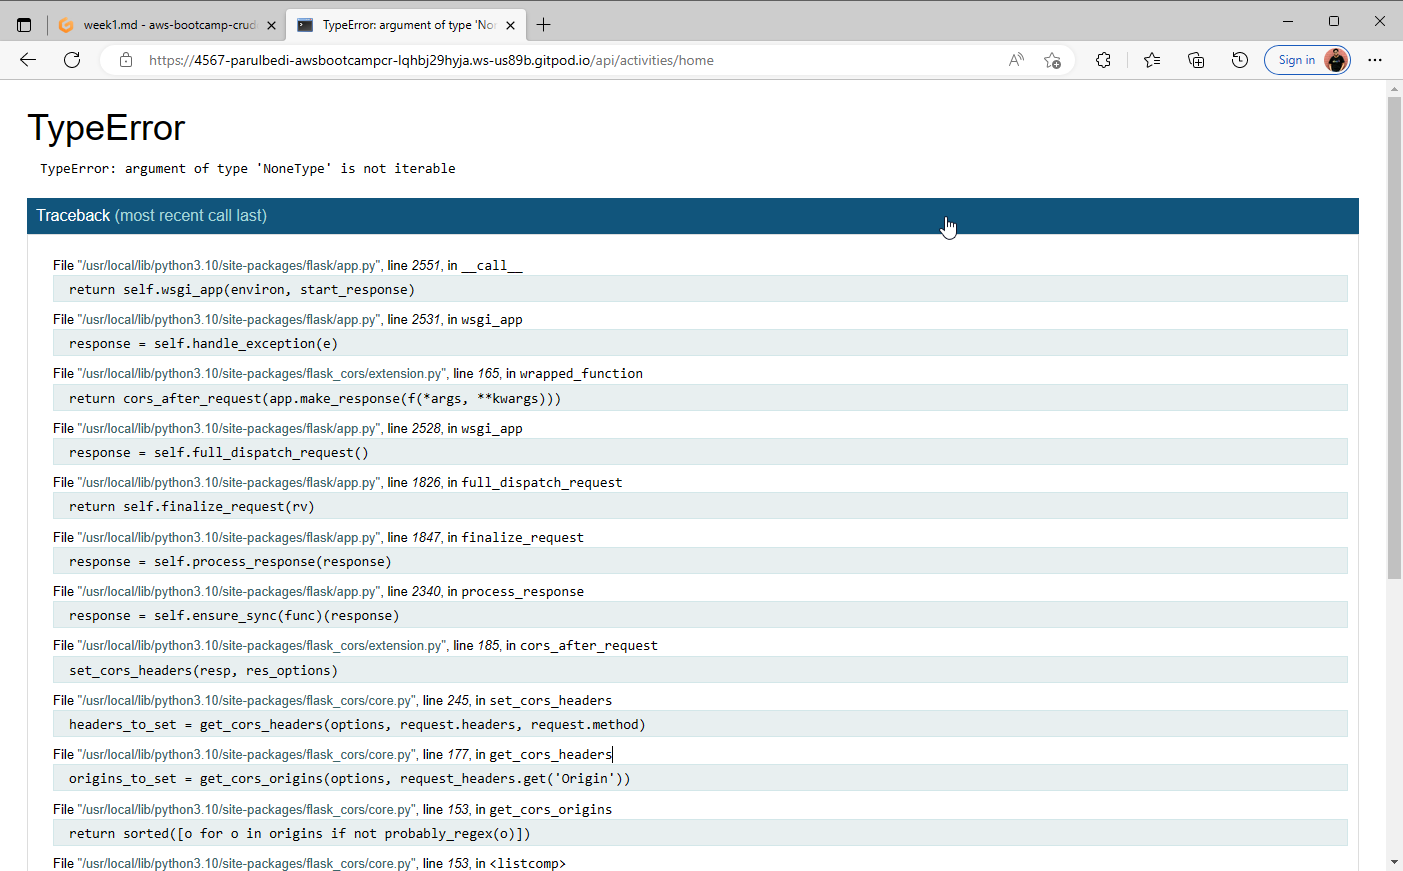 week1.md - aws-bootcamp-crud
TypeError: argument of type 'Non
https://4567-parulbedi-awsbootcampcr-lqhbj29hyja.ws-us89b.gitpod.io/api/activities/home
Sign in
TypeError
TypeError: argument of type 'NoneType' is not iterable
Traceback (most recent call last)
File "/usr/local/lib/python3.10/site-packages/flask/app.py", line 2551, in __call__
return self.wsgi_app(environ, start_response)
File "/usr/local/lib/python3.10/site-packages/flask/app.py", line 2531, in wsgi_app
response = self.handle_exception(e)
File "/usr/local/lib/python3.10/site-packages/flask_cors/extension.py", line 165, in wrapped_function
return cors_after_request(app.make_response(f(*args, **kwargs)))
File "/usr/local/lib/python3.10/site-packages/flask/app.py", line 2528, in wsgi_app
response = self.full_dispatch_request()
File "/usr/local/lib/python3.10/site-packages/flask/app.py", line 1826, in full_dispatch_request
return self.finalize_request(rv)
File "/usr/local/lib/python3.10/site-packages/flask/app.py", line 1847, in finalize_request
response = self.process_response(response)
File "/usr/local/lib/python3.10/site-packages/flask/app.py", line 2340, in process_response
response = self.ensure_sync(func)(response)
File "/usr/local/lib/python3.10/site-packages/flask_cors/extension.py", line 185, in cors_after_request
set_cors_headers(resp, res_options)
File "/usr/local/lib/python3.10/site-packages/flask_cors/core.py", line 245, in set_cors_headers
headers_to_set = get_cors_headers(options, request.headers, request.method)
File "/usr/local/lib/python3.10/site-packages/flask_cors/core.py", line 177, in get_cors_headers
origins_to_set = get_cors_origins(options, request_headers.get('Origin'))
File "/usr/local/lib/python3.10/site-packages/flask_cors/core.py", line 153, in get_cors_origins
return sorted([o for o in origins if not probably_regex(o)])
File "/usr/local/lib/python3.10/site-packages/flask_cors/core.py", line 153, in <listcomp>